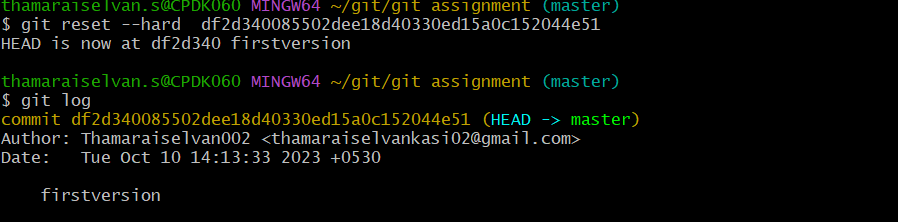 thamaraiselvan.s@CPDK060 MINGW64 ~/git/git assignment (master)
$ git reset --hard  df2d340085502dee18d40330ed15a0c152044e51
HEAD is now at df2d340 firstversion
thamaraiselvan.s@CPDK060 MINGW64 ~/git/git assignment (master)
$ git log
commit df2d340085502dee18d40330ed15a0c152044e51 (HEAD -> master)
Author: Thamaraiselvan002 <thamaraiselvankasi02@gmail.com>
Date:   Tue Oct 10 14:13:33 2023 +0530
    firstversion